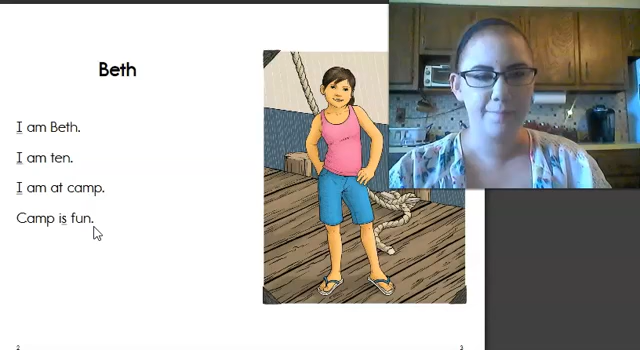 Beth
I am Beth.
I am ten.
I am at camp.
Camp is fun.
2
3